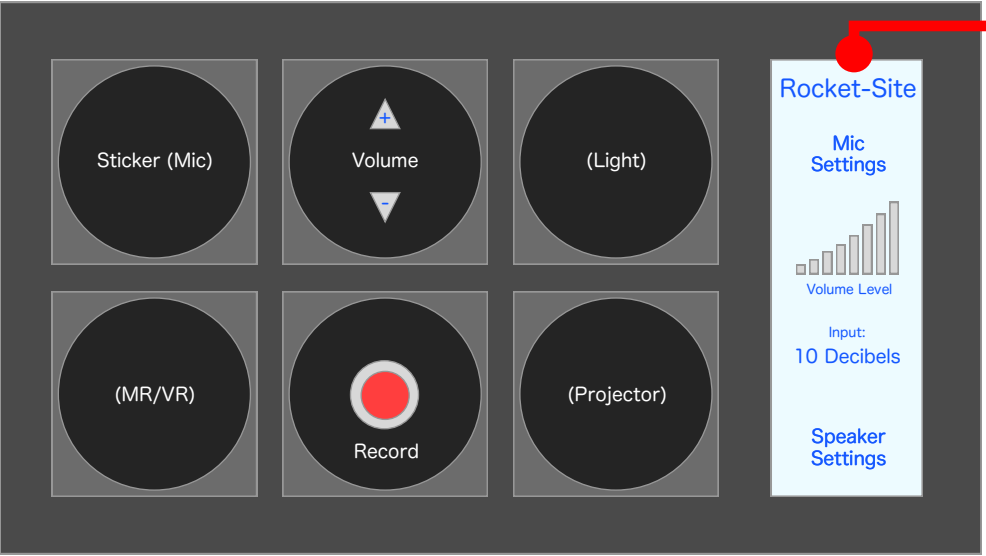 Sticker (Mic)
+
Volume
-
(Light)
(MR/VR)
Record
(Projector)
Rocket-Site
Mic
Settings
Volume Level
Input:
10 Decibels
Speaker
Settings